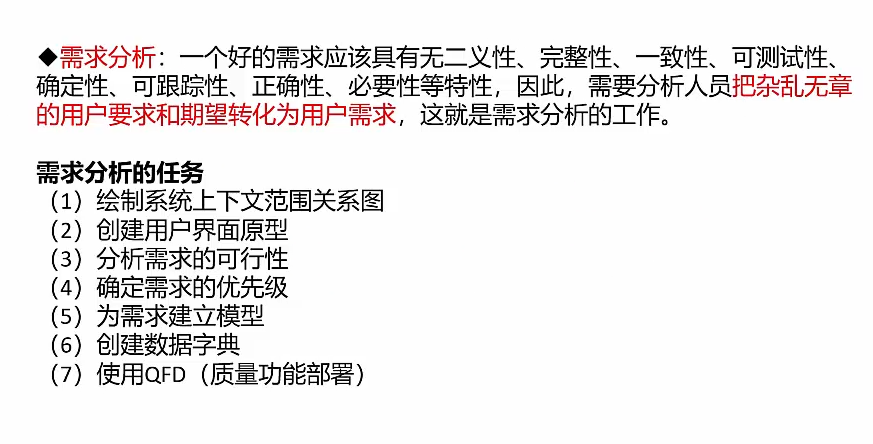 ◆需求分析：一个好的需求应该具有无二义性、完整性、一致性、可测试性、
确定性、可跟踪性、正确性、必要性等特性，因此，需要分析人员把杂乱无章
的用户要求和期望转化为用户需求，这就是需求分析的工作。
需求分析的任务
（1）绘制系统上下文范围关系图
（2）创建用户界面原型
（3）分析需求的可行性
（4）确定需求的优先级
（5）为需求建立模型
（6）创建数据字典
（7）使用QFD（质量功能部署）